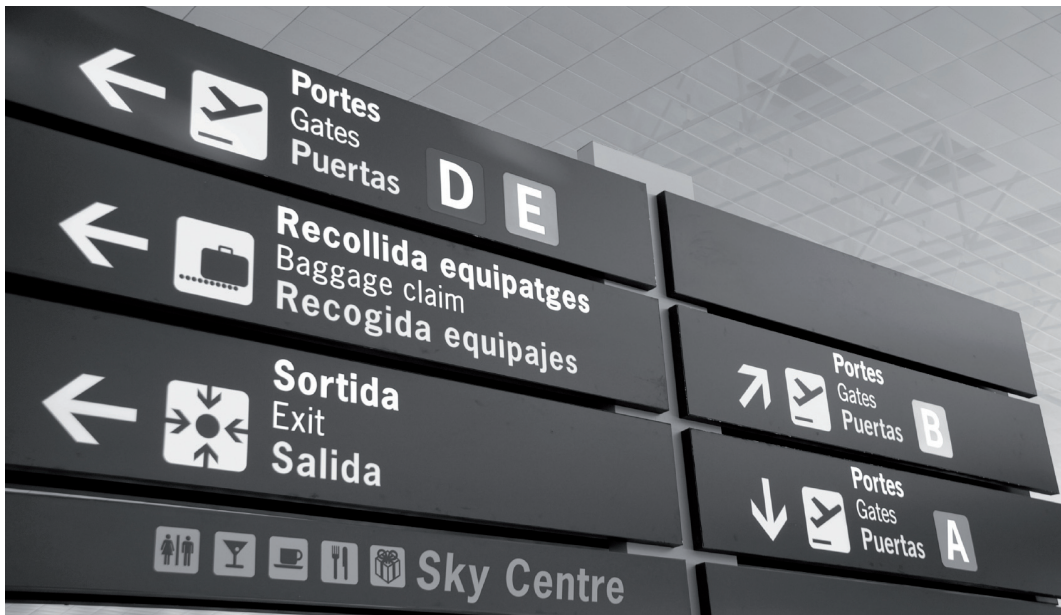 Portes
Gates
Puertas D E
Recollida equipatges
Baggage claim
Recogida equipajes
Sortida
Exit
Salida
Sky Centre
Portes
Gates
Puertas B
Portes
Gates
Puertas A